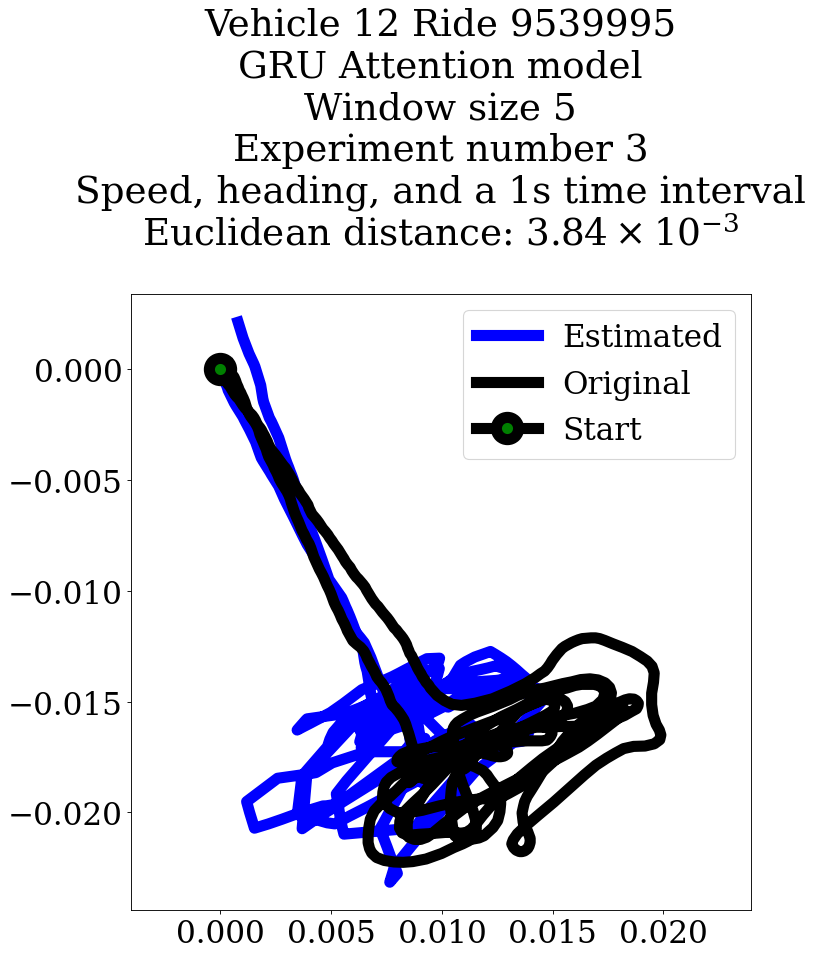 Vehicle 12 Ride 9539995
GRU Attention model
Window size 5
Experiment number 3
Speed, heading, and a 1s time interval
Euclidean distance: 3.84 × 10⁻³
Estimated
Original
Start
0.000
−0.005
−0.010
−0.015
−0.020
0.000 0.005 0.010 0.015 0.020